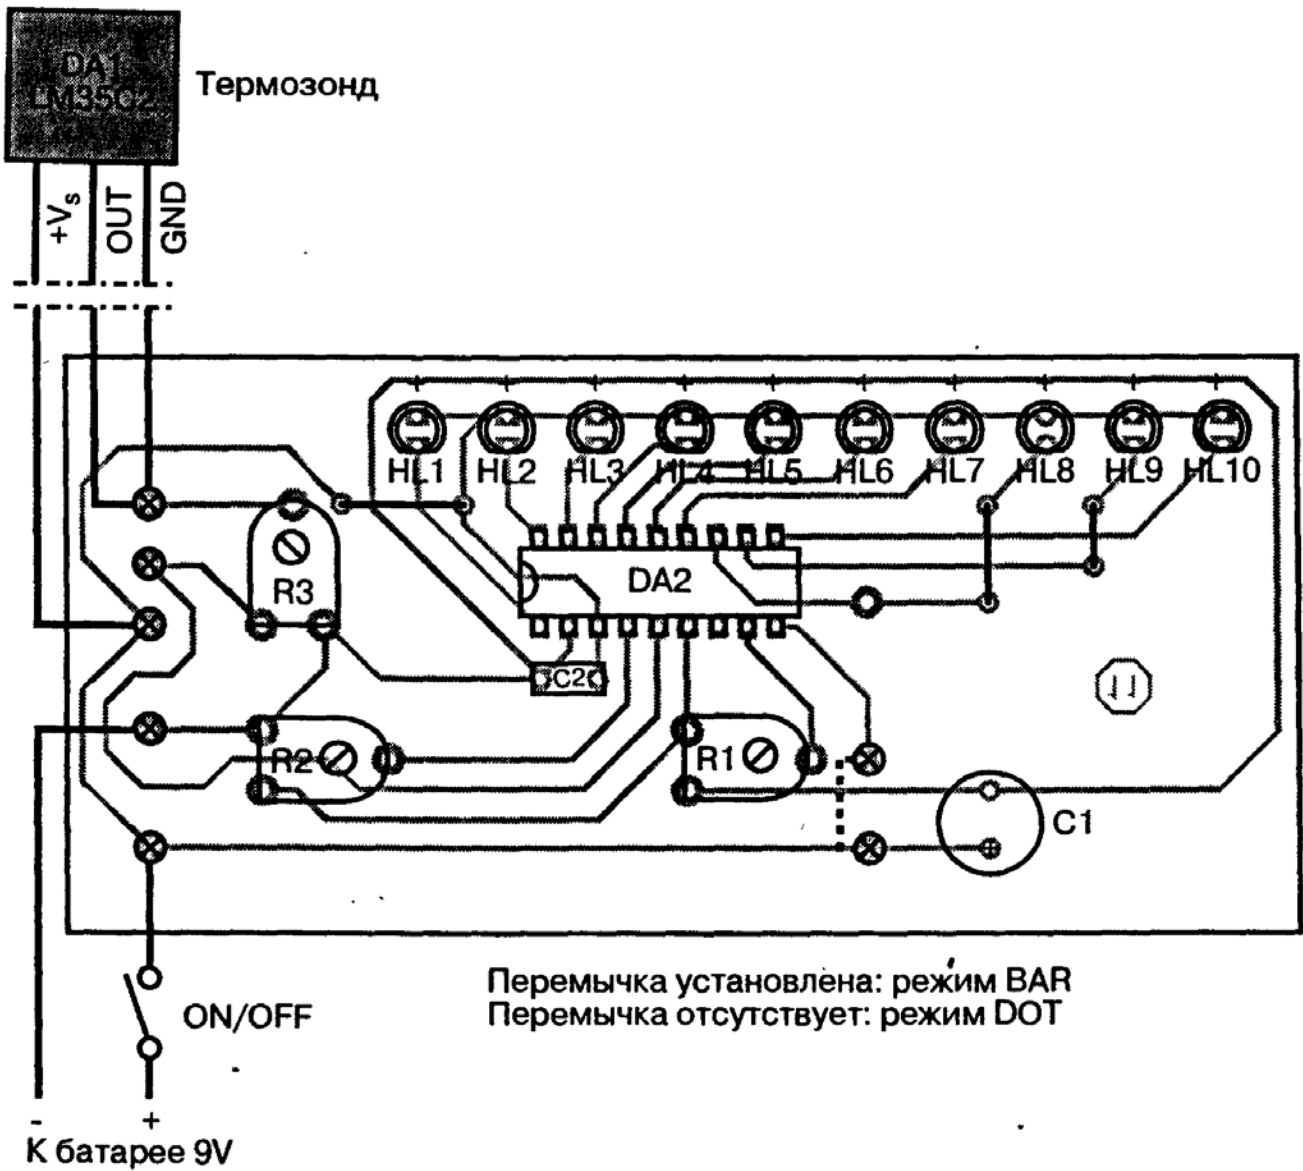 DA1
LM35CZ
Термозонд
+Vs
OUT
GND
HL1 HL2 HL3 HL4 HL5 HL6 HL7 HL8 HL9 HL10
R3
DA2
C2
R2
R1
C1
ON/OFF
Перемычка установлена: режим BAR
Перемычка отсутствует: режим DOT
- +
К батарее 9V